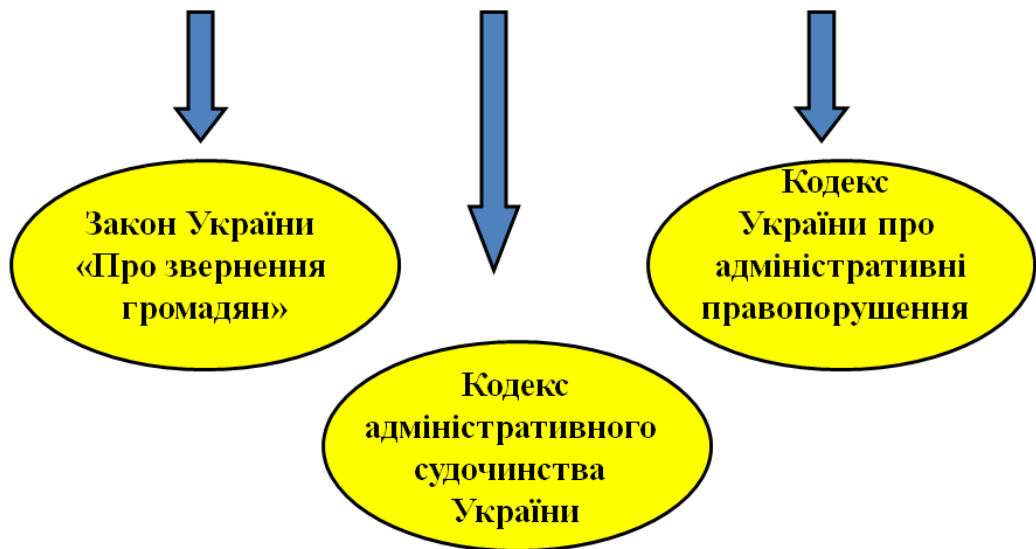 Закон України
«Про звернення
громадян»
Кодекс
України про
адміністративні
правопорушення
Кодекс
адміністративного
судочинства
України